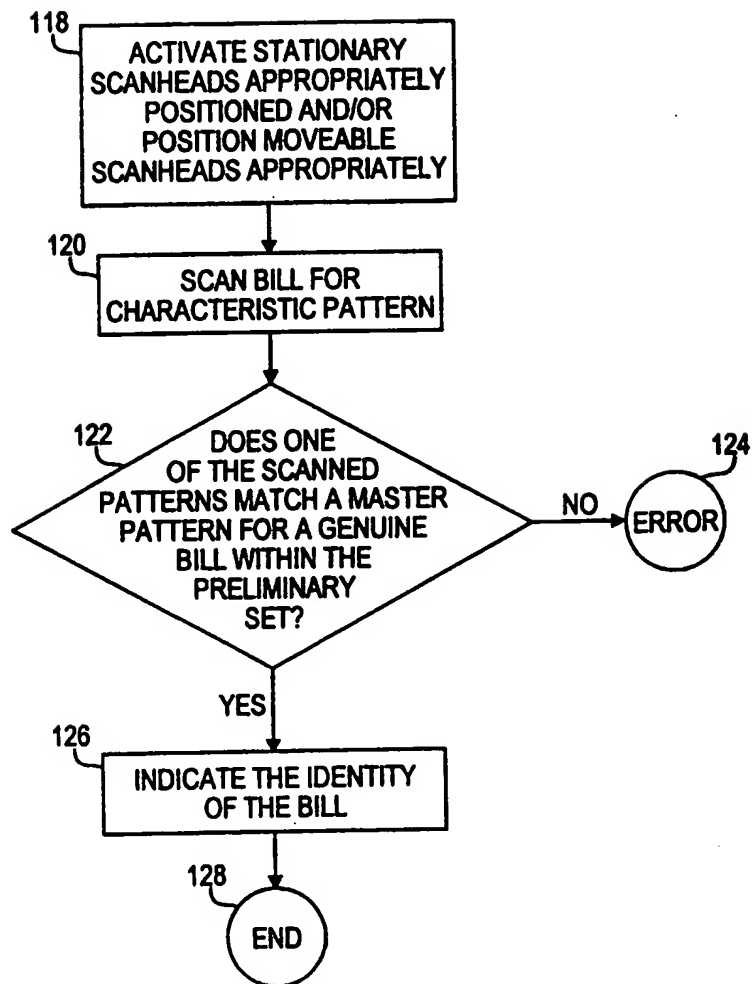 118
ACTIVATE STATIONARY
SCANHEADS APPROPRIATELY
POSITIONED AND/OR
POSITION MOVEABLE
SCANHEADS APPROPRIATELY
120
SCAN BILL FOR
CHARACTERISTIC PATTERN
122
DOES ONE
OF THE SCANNED
PATTERNS MATCH A MASTER
PATTERN FOR A GENUINE
BILL WITHIN THE
PRELIMINARY
SET?
NO
124
ERROR
YES
126
INDICATE THE IDENTITY
OF THE BILL
128
END